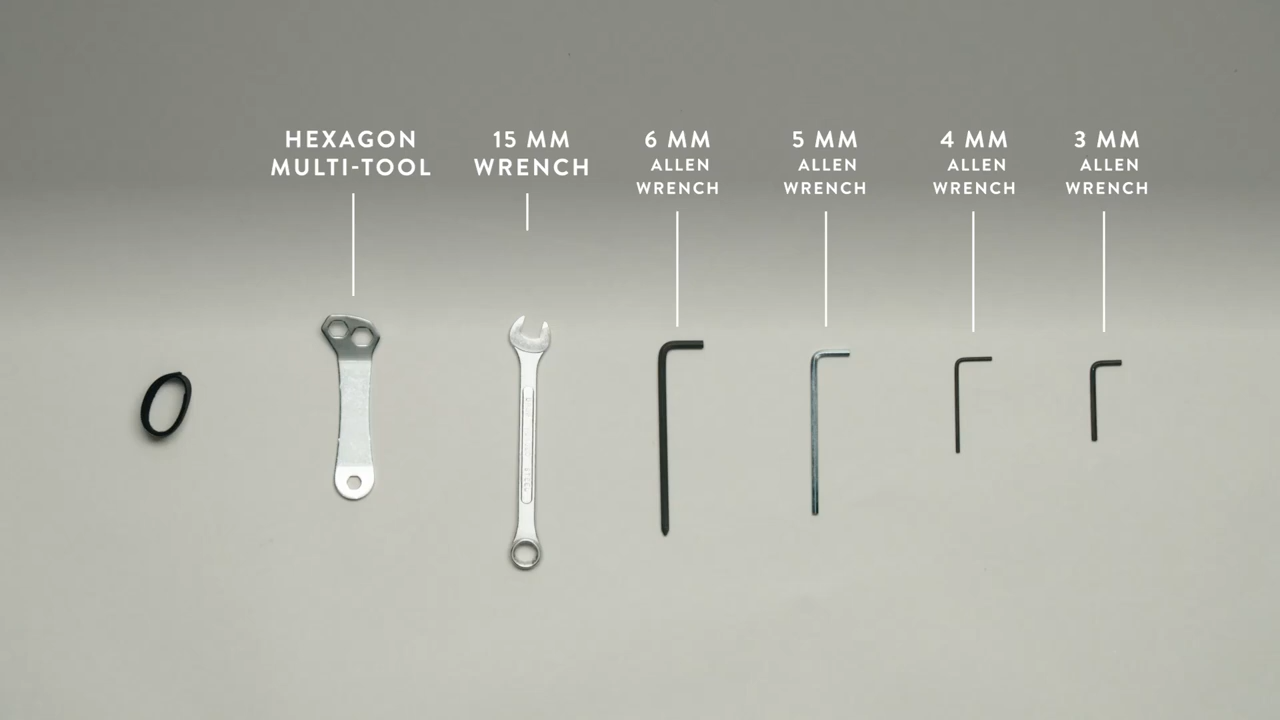 HEXAGON
MULTI-TOOL
15 MM
WRENCH
6 MM
ALLEN
WRENCH
5 MM
ALLEN
WRENCH
4 MM
ALLEN
WRENCH
3 MM
ALLEN
WRENCH